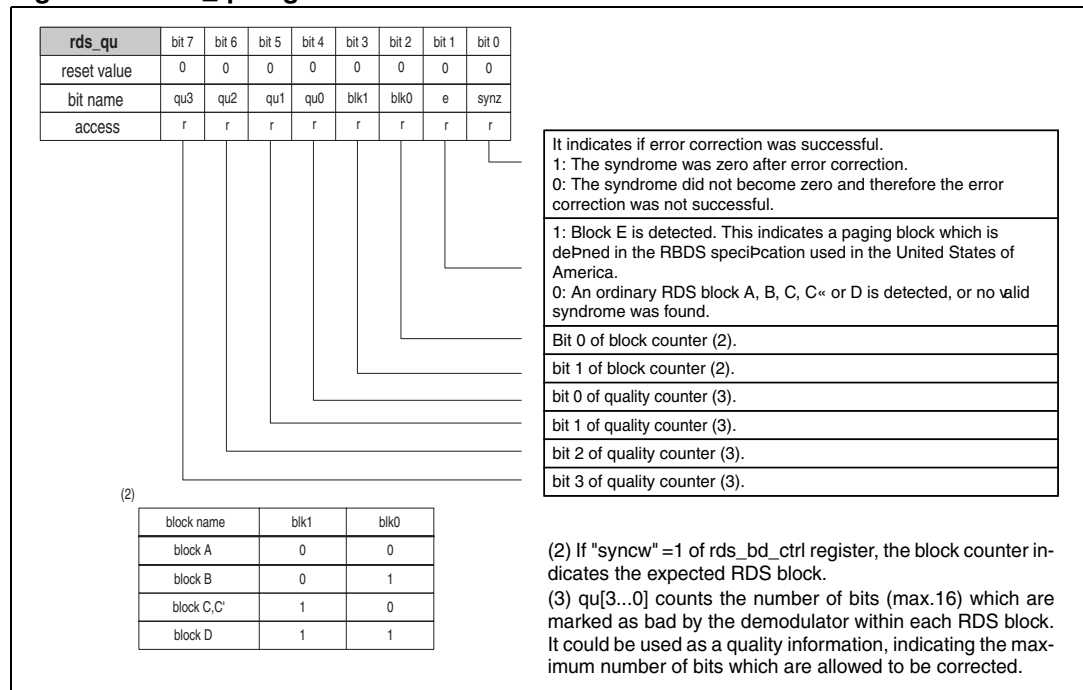 rds_qu bit 7 bit 6 bit 5 bit 4 bit 3 bit 2 bit 1 bit 0
reset value 0 0 0 0 0 0 0 0
bit name qu3 qu2 qu1 qu0 blk1 blk0 e synz
access r r r r r r r r
It indicates if error correction was successful.
1: The syndrome was zero after error correction.
0: The syndrome did not become zero and therefore the error
correction was not successful.
1: Block E is detected. This indicates a paging block which is
deÞned in the RBDS speciÞcation used in the United States of
America.
0: An ordinary RDS block A, B, C, C« or D is detected, or no valid
syndrome was found.
Bit 0 of block counter (2).
bit 1 of block counter (2).
bit 0 of quality counter (3).
bit 1 of quality counter (3).
bit 2 of quality counter (3).
bit 3 of quality counter (3).
(2)
block name blk1 blk0
block A 0 0
block B 0 1
block C,C' 1 0
block D 1 1
(2) If "syncw" =1 of rds_bd_ctrl register, the block counter in-
dicates the expected RDS block.
(3) qu[3...0] counts the number of bits (max.16) which are
marked as bad by the demodulator within each RDS block.
It could be used as a quality information, indicating the max-
imum number of bits which are allowed to be corrected.